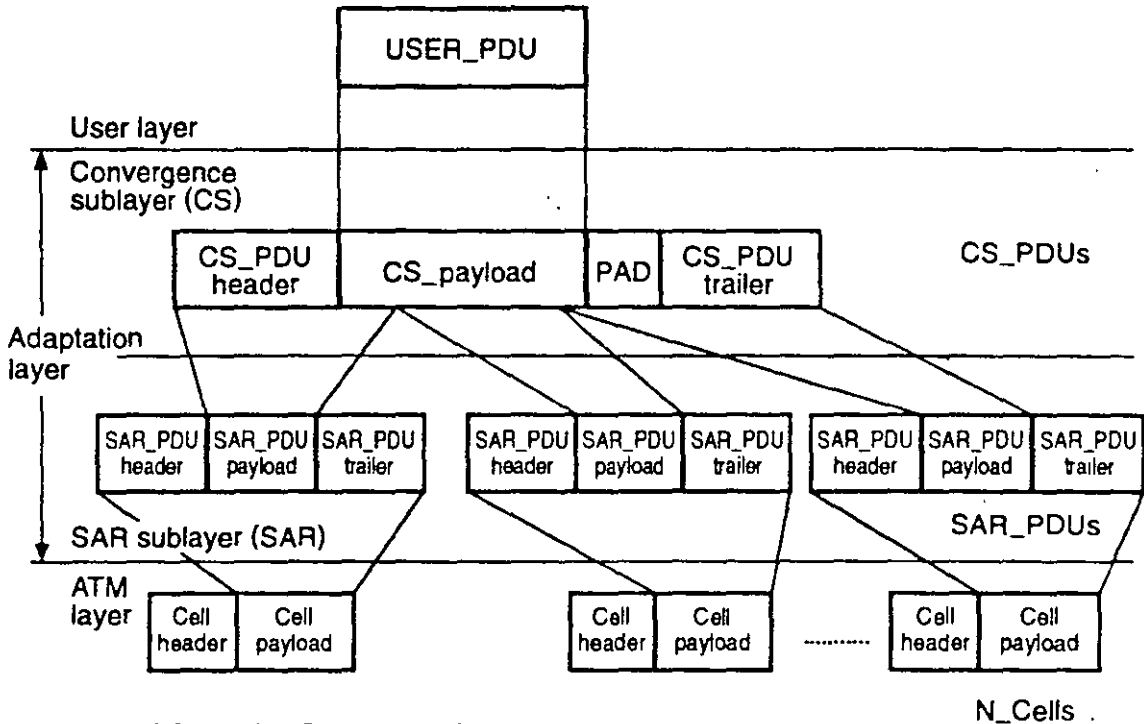 USER_PDU
User layer
Convergence
sublayer (CS)
CS_PDU
header
CS_payload
PAD
CS_PDU
trailer
CS_PDUs
Adaptation
layer
SAR_PDU
header
SAR_PDU
payload
SAR_PDU
trailer
SAR_PDU
header
SAR_PDU
payload
SAR_PDU
trailer
SAR_PDU
header
SAR_PDU
payload
SAR_PDU
trailer
SAR sublayer (SAR)
SAR_PDUs
ATM
layer
Cell
header
Cell
payload
Cell
header
Cell
payload
.........
Cell
header
Cell
payload
N_Cells